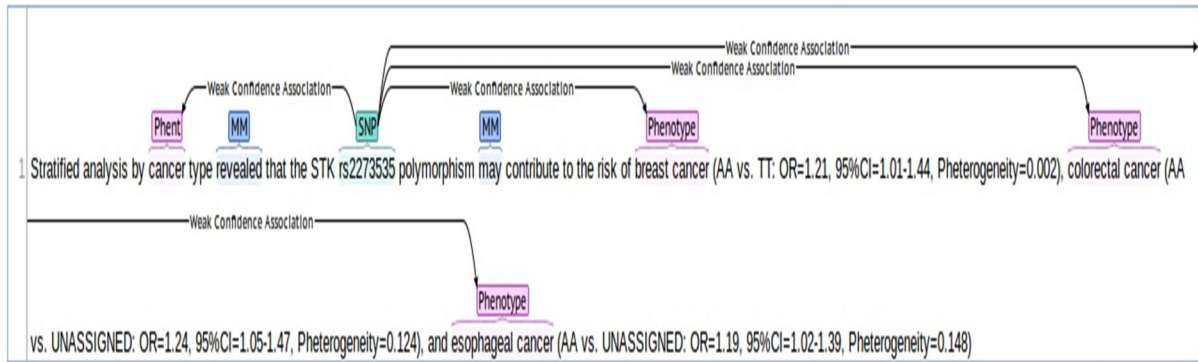 Weak Confidence Association
Weak Confidence Association
Weak Confidence Association Weak Confidence Association
Phent MM SNP MM Phenotype Phenotype
1 Stratified analysis by cancer type revealed that the STK rs2273535 polymorphism may contribute to the risk of breast cancer (AA vs. TT: OR=1.21, 95%CI=1.01-1.44, Pheterogeneity=0.002), colorectal cancer (AA
Weak Confidence Association
Phenotype
vs. UNASSIGNED: OR=1.24, 95%CI=1.05-1.47, Pheterogeneity=0.124), and esophageal cancer (AA vs. UNASSIGNED: OR=1.19, 95%CI=1.02-1.39, Pheterogeneity=0.148)